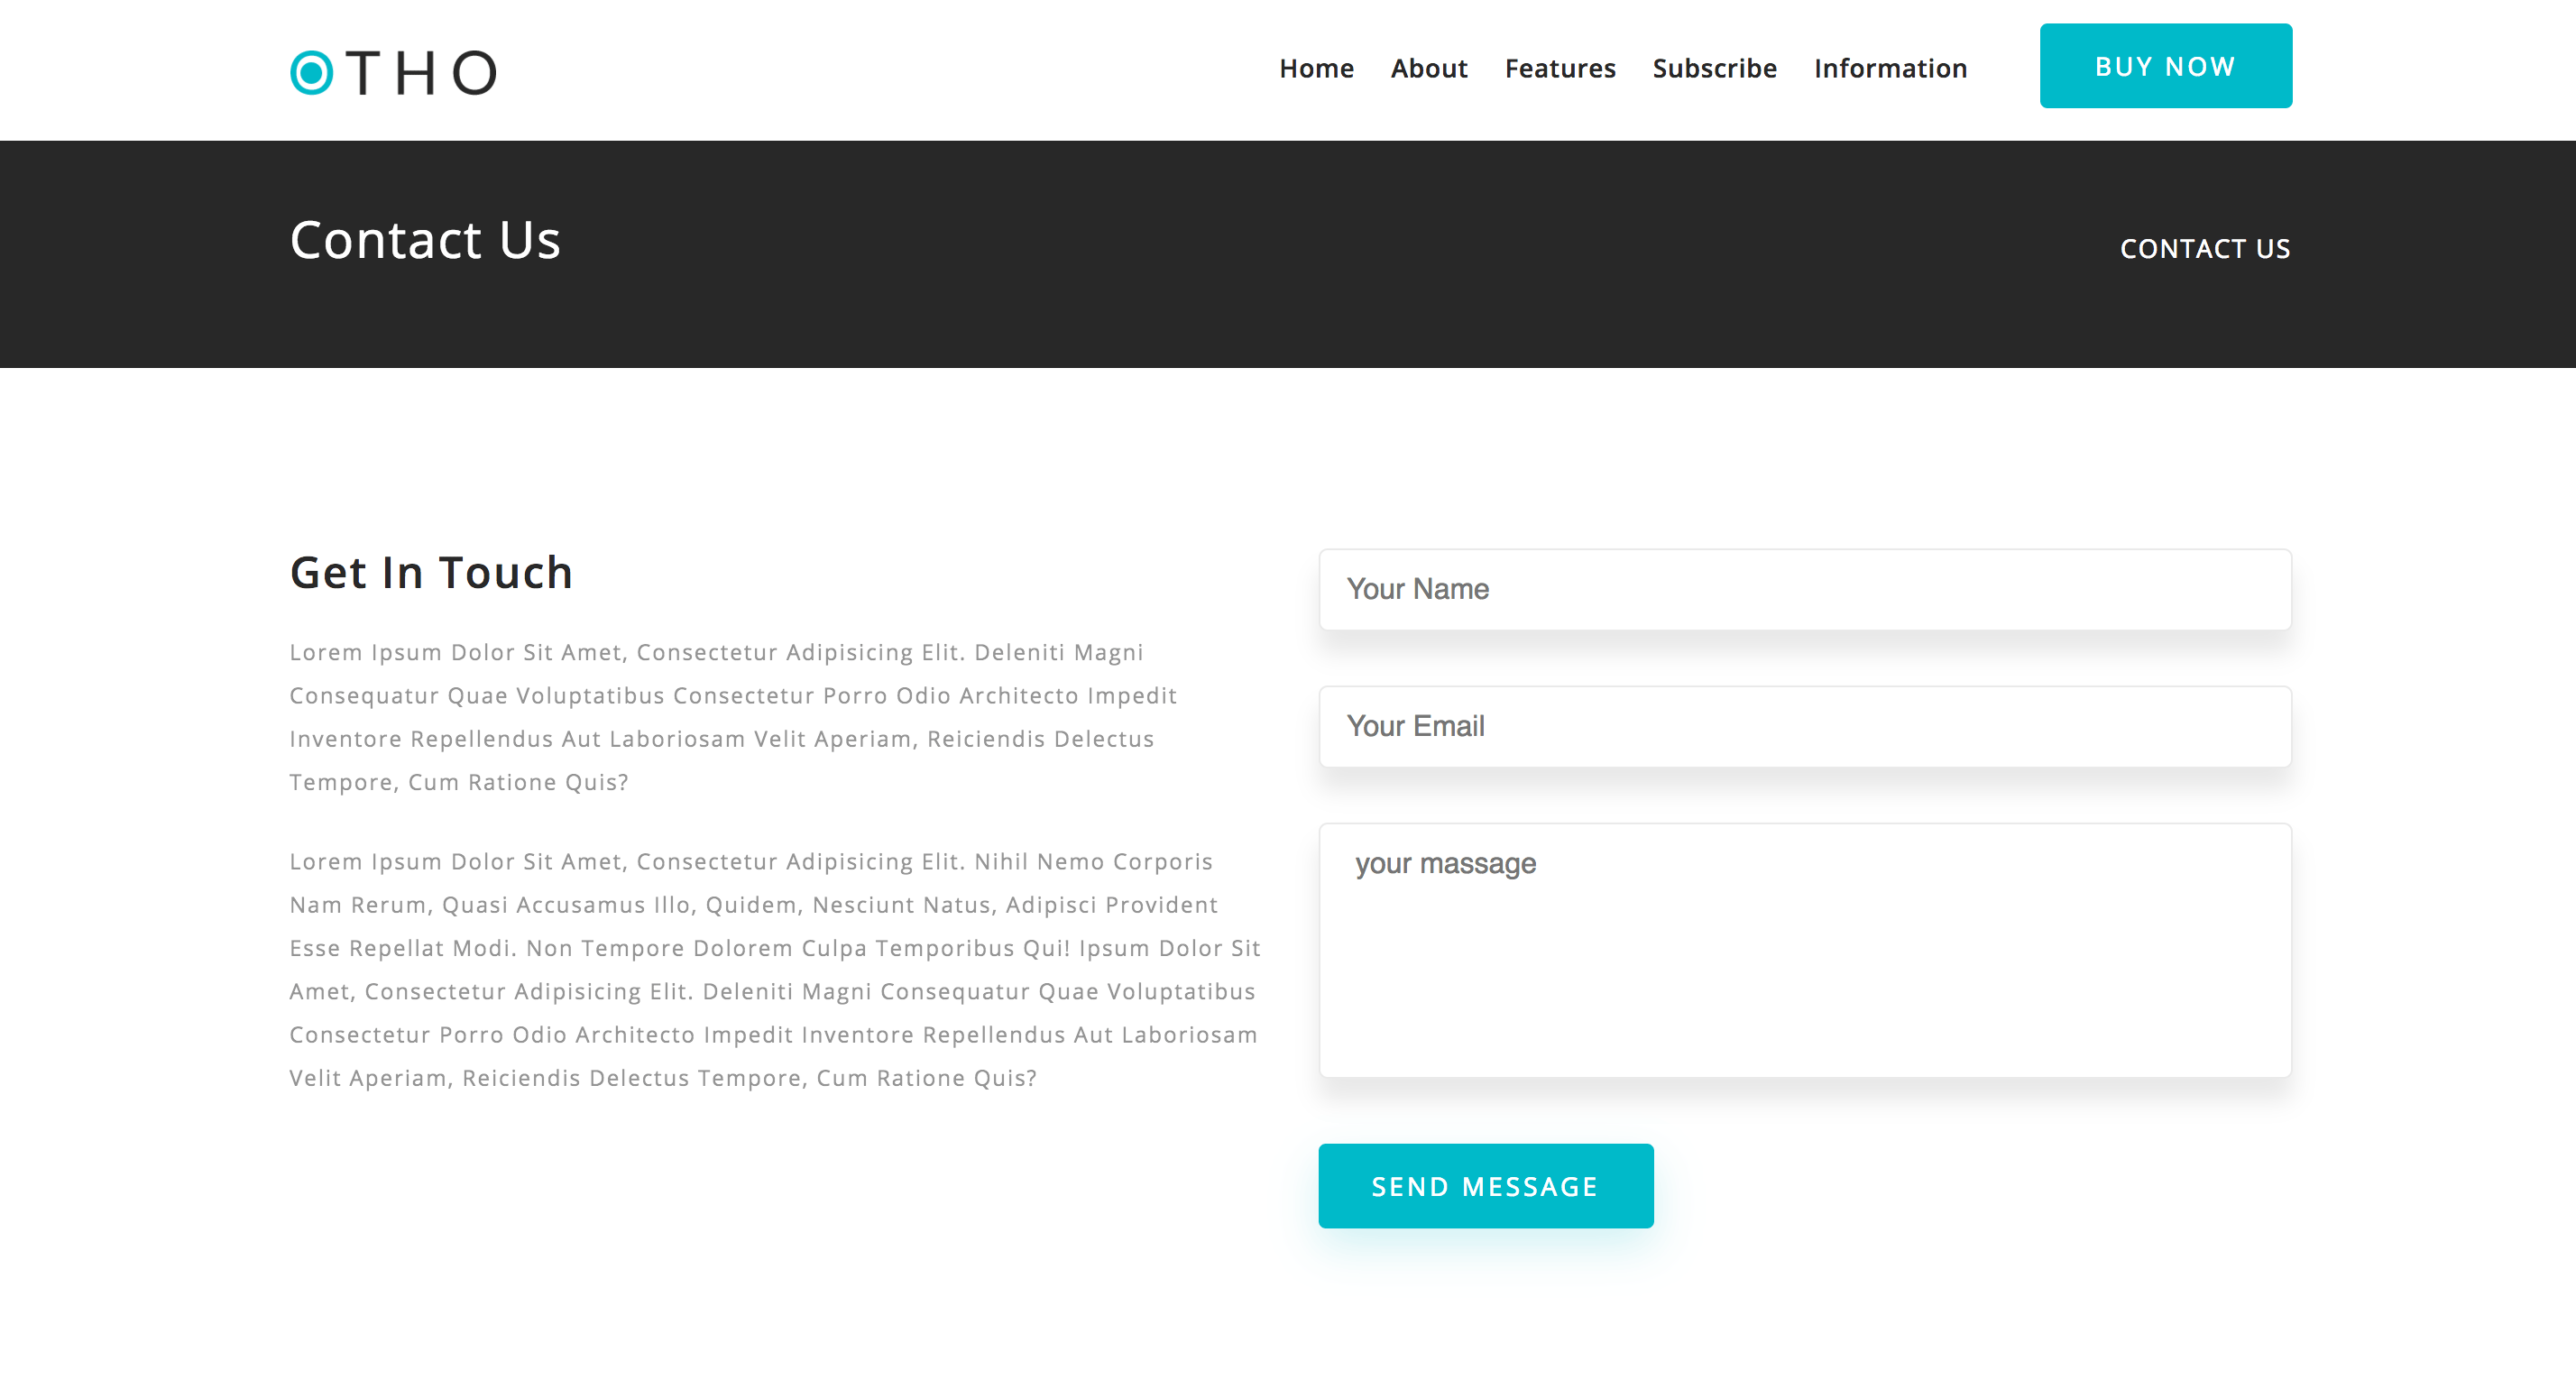 OTHO
Home About Features Subscribe Information BUY NOW
Contact Us
CONTACT US
Get In Touch
Lorem Ipsum Dolor Sit Amet, Consectetur Adipisicing Elit. Deleniti Magni
Consequatur Quae Voluptatibus Consectetur Porro Odio Architecto Impedit
Inventore Repellendus Aut Laboriosam Velit Aperiam, Reiciendis Delectus
Tempore, Cum Ratione Quis?
Lorem Ipsum Dolor Sit Amet, Consectetur Adipisicing Elit. Nihil Nemo Corporis
Nam Rerum, Quasi Accusamus Illo, Quidem, Nesciunt Natus, Adipisci Provident
Esse Repellat Modi. Non Tempore Dolorem Culpa Temporibus Qui! Ipsum Dolor Sit
Amet, Consectetur Adipisicing Elit. Deleniti Magni Consequatur Quae Voluptatibus
Consectetur Porro Odio Architecto Impedit Inventore Repellendus Aut Laboriosam
Velit Aperiam, Reiciendis Delectus Tempore, Cum Ratione Quis?
Your Name
Your Email
your massage
SEND MESSAGE